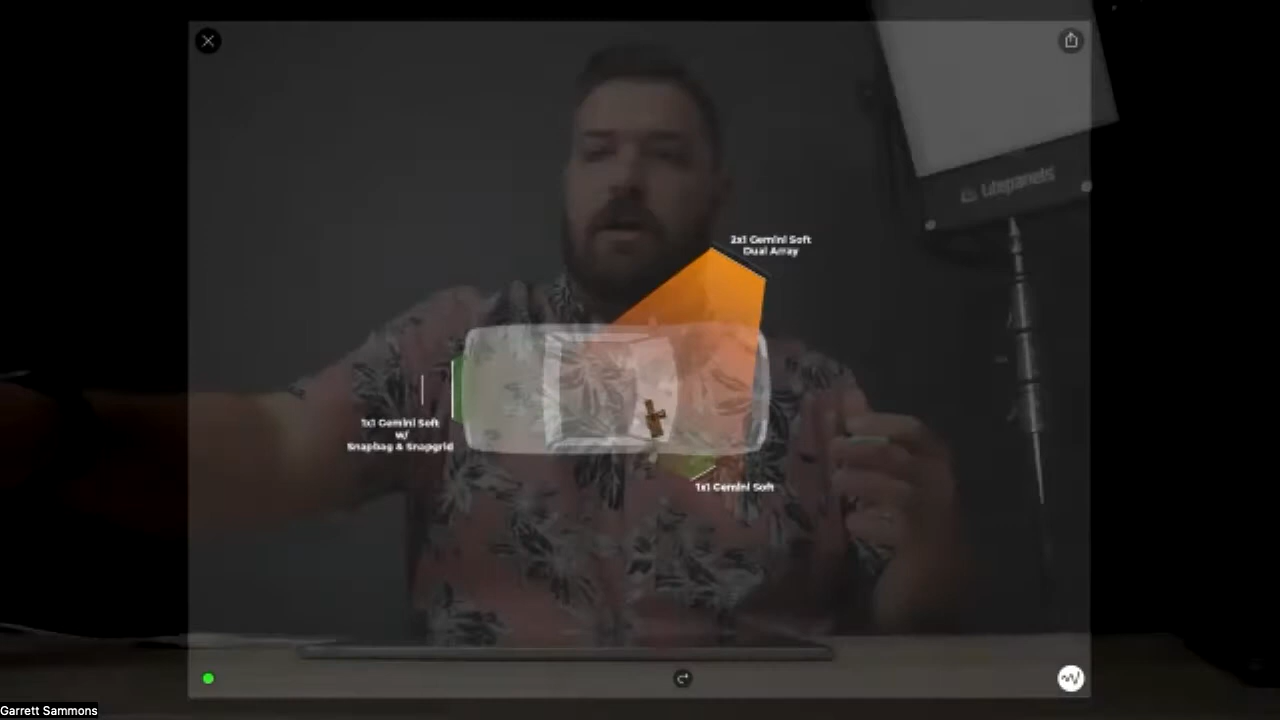 litepanels
2x1 Gemini Soft
Dual Array
1x1 Gemini Soft
w/
Snapbag & Snapgrid
1x1 Gemini Soft
Garrett Sammons